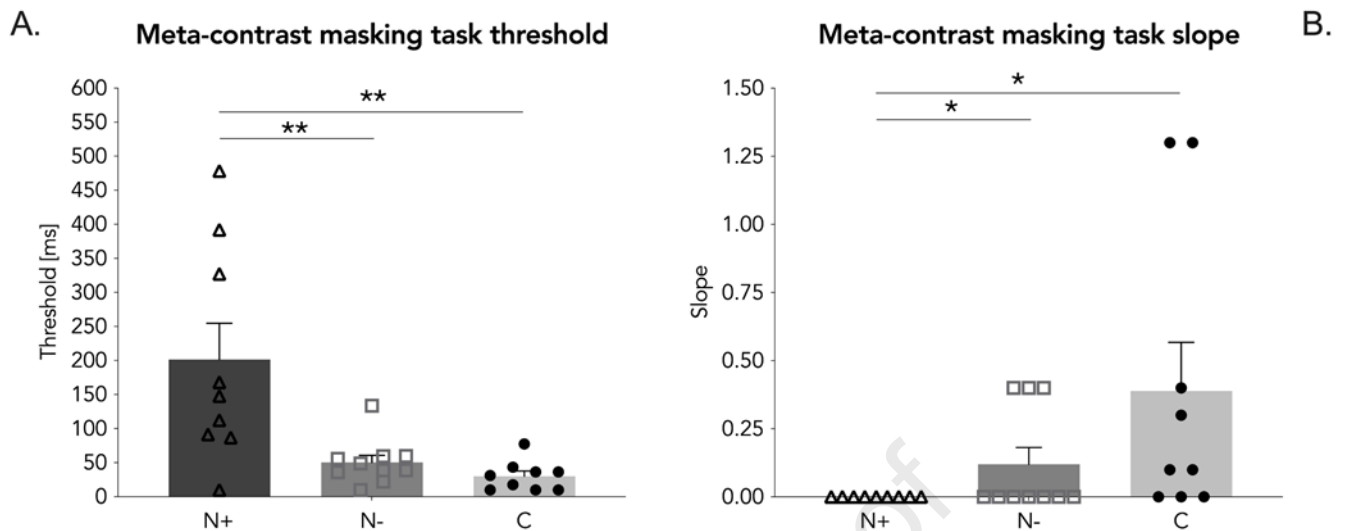 A.
Meta-contrast masking task threshold
Threshold [ms]
600
550
500
450
400
350
300
250
200
150
100
50
0
**
**
N+
N-
C
Meta-contrast masking task slope
B.
Slope
1.50
1.25
1.00
0.75
0.50
0.25
0.00
*
*
N+
N-
C
of